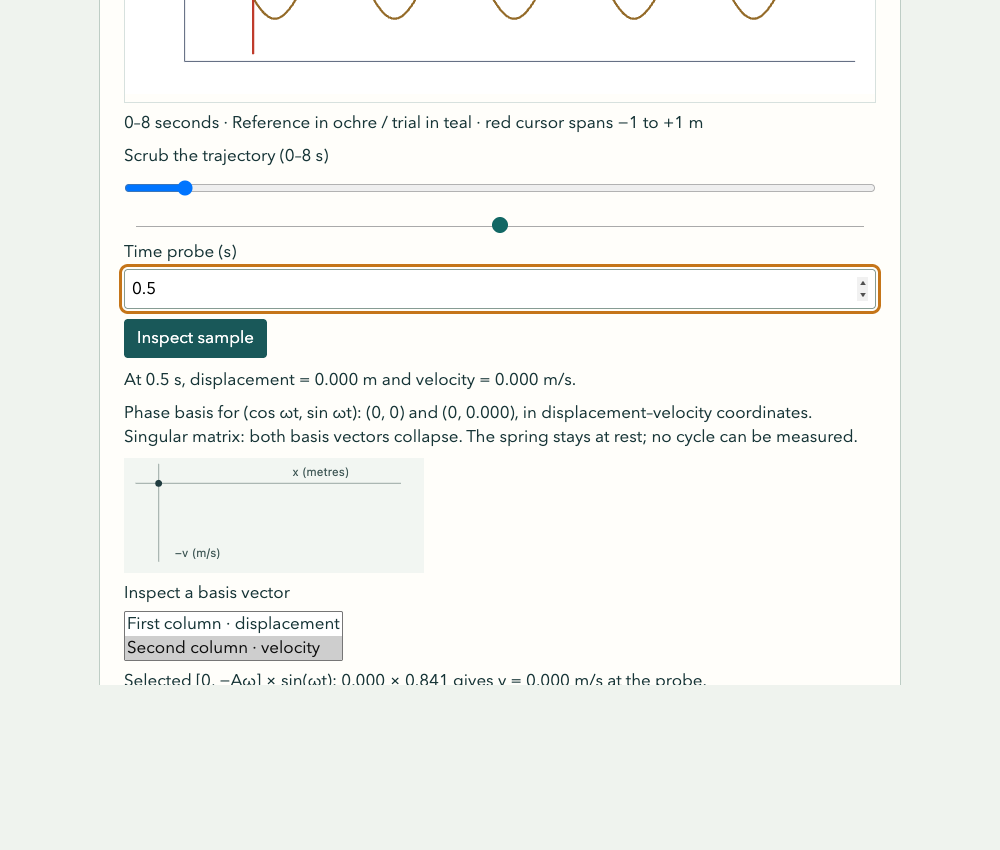 0–8 seconds · Reference in ochre / trial in teal · red cursor spans −1 to +1 m
Scrub the trajectory (0–8 s)
Time probe (s)
0.5
Inspect sample
At 0.5 s, displacement = 0.000 m and velocity = 0.000 m/s.
Phase basis for (cos ωt, sin ωt): (0, 0) and (0, 0.000), in displacement–velocity coordinates.
Singular matrix: both basis vectors collapse. The spring stays at rest; no cycle can be measured.
x (metres)
−v (m/s)
Inspect a basis vector
First column · displacement
Second column · velocity
Selected [0, −Aω] × sin(ωt): 0.000 × 0.841 gives v = 0.000 m/s at the probe.